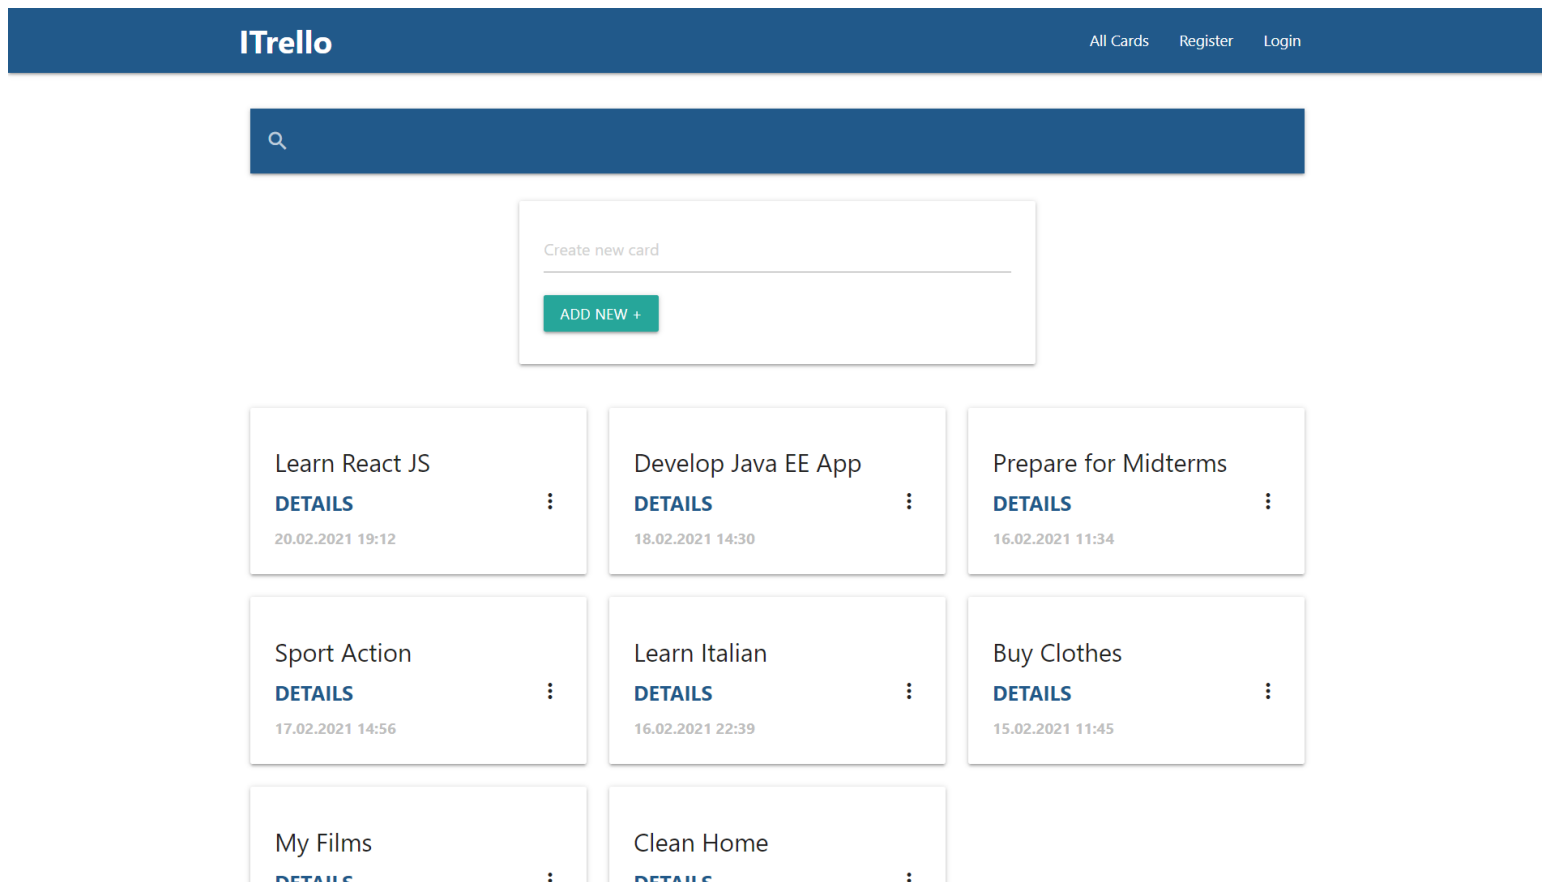 ITrello
All Cards
Register
Login
Create new card
ADD NEW +
Learn React JS
DETAILS
20.02.2021 19:12
Develop Java EE App
DETAILS
18.02.2021 14:30
Prepare for Midterms
DETAILS
16.02.2021 11:34
Sport Action
DETAILS
17.02.2021 14:56
Learn Italian
DETAILS
16.02.2021 22:39
Buy Clothes
DETAILS
15.02.2021 11:45
My Films
DETAILS
Clean Home
DETAILS